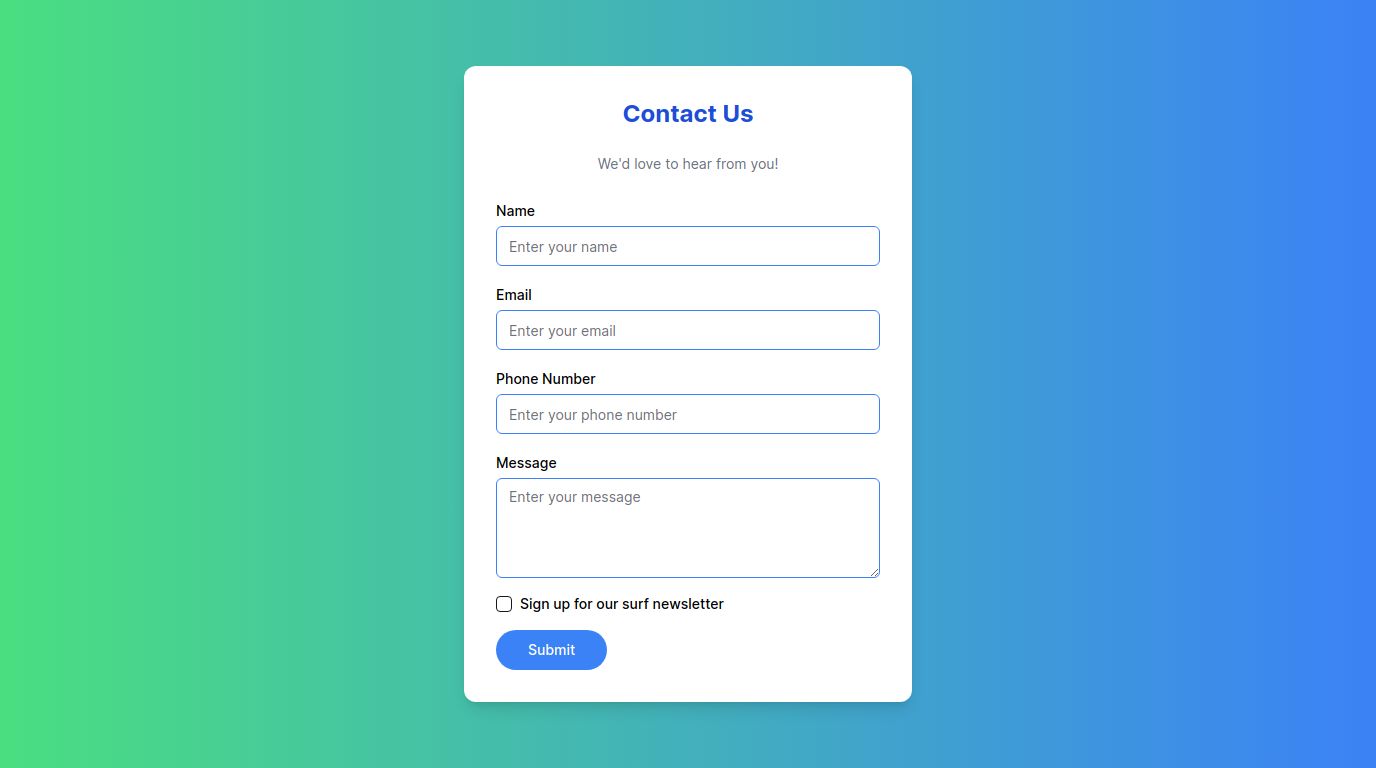 Contact Us
We'd love to hear from you!
Name
Enter your name
Email
Enter your email
Phone Number
Enter your phone number
Message
Enter your message
Sign up for our surf newsletter
Submit